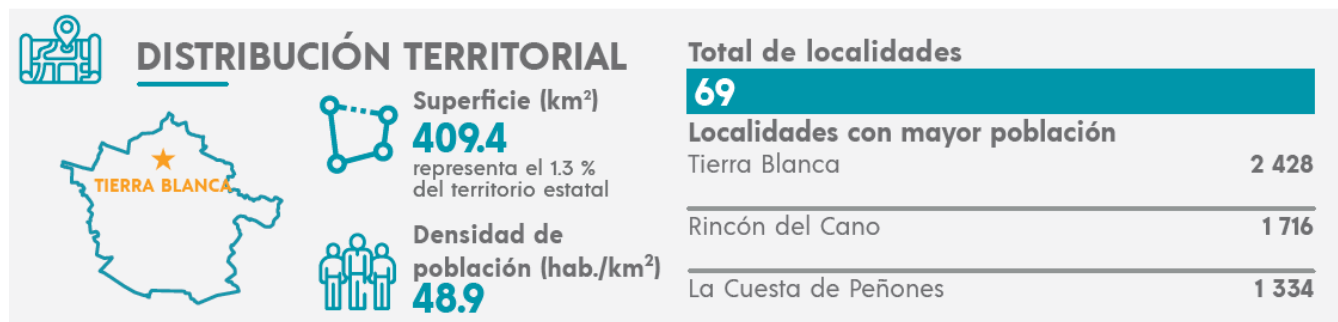 DISTRIBUCIÓN TERRITORIAL
TIERRA BLANCA
Superficie (km²)
409.4
representa el 1.3 %
del territorio estatal
Densidad de
población (hab./km²)
48.9
Total de localidades
69
Localidades con mayor población
Tierra Blanca 2 428
Rincón del Cano 1 716
La Cuesta de Peñones 1 334